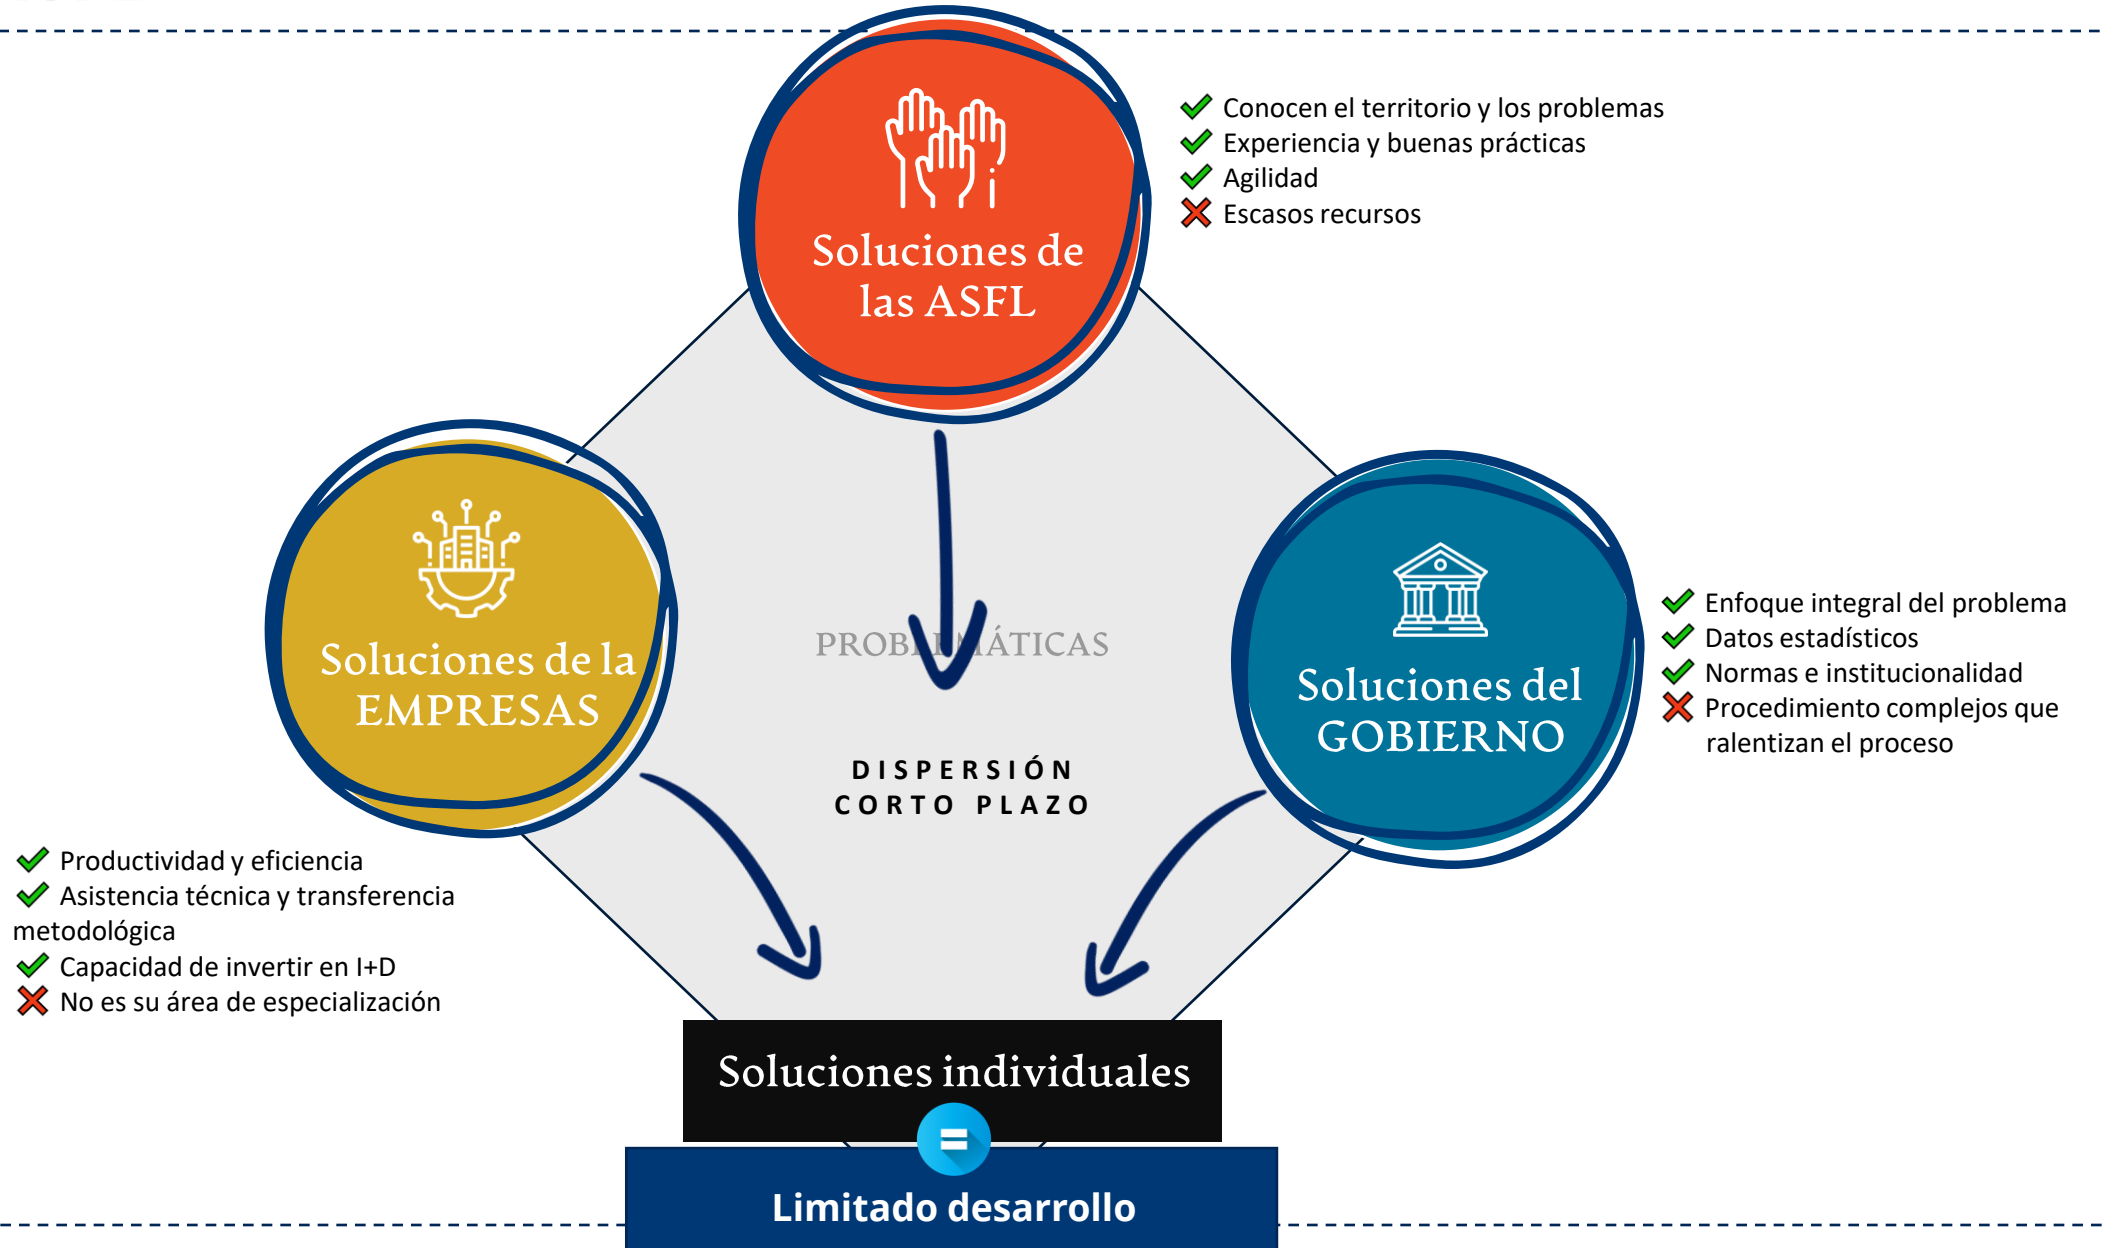 Soluciones de
las ASFL
Conocen el territorio y los problemas
Experiencia y buenas prácticas
Agilidad
Escasos recursos
Soluciones de la
EMPRESAS
Productividad y eficiencia
Asistencia técnica y transferencia
metodológica
Capacidad de invertir en I+D
No es su área de especialización
PROBLEMÁTICAS
DISPERSIÓN
CORTO PLAZO
Soluciones del
GOBIERNO
Enfoque integral del problema
Datos estadísticos
Normas e institucionalidad
Procedimiento complejos que
ralentizan el proceso
Soluciones individuales
=
Limitado desarrollo